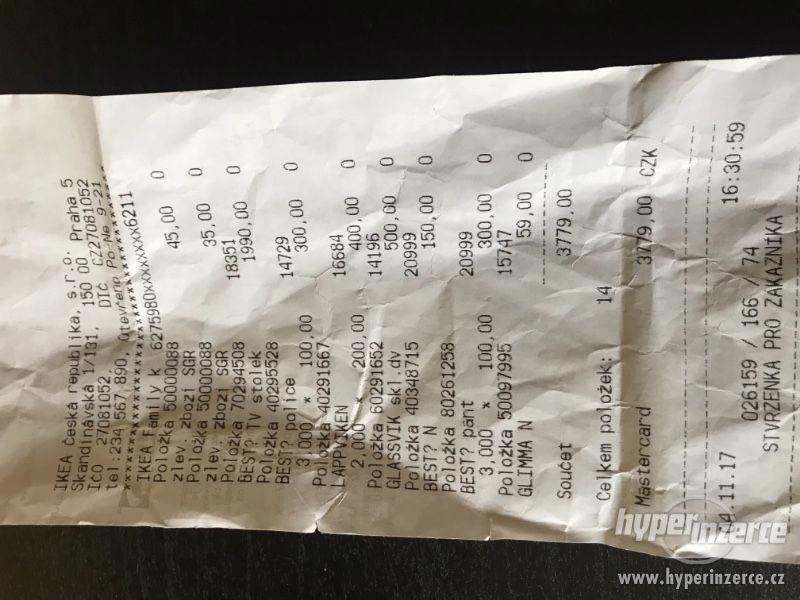 IKEA Česká republika, s.r.o.
Skandinávská 1/131, 150 00 Praha 5
IČO : 27081052, DIČ CZ27081052
tel:234 567 890, Otevřeno Po-Ne 9-21
IKEA Family k 6275980xxxxxxxx6211
Položka 50000088
zlev. zboží SGR 45,00 0
Položka 50000088
zlev. zboží SGR 35,00 0
Položka 70294508 18351
BEST? TV stolek 1990,00 0
Položka 40295528 14729
BEST? police 300,00 0
3,000 * 100,00
Položka 40291667 16684
LAPPVIKEN 400,00 0
2,000 * 200,00
Položka 60291652 14196
GLASSVIK skl.dv 500,00 0
Položka 40348715 20999
BEST? N 150,00 0
Položka 80261258 20999
BEST? pant 300,00 0
3,000 * 100,00
Položka 50097995 15747
GLIMMA N 59,00 0
Součet 3779,00
Celkem položek: 14
Mastercard 3779,00 CZK
.11.17 026159 / 166 / 74 16:30:59
STVRZENKA PRO ZÁKAZNÍKA
hyperinzerce
www.hyperinzerce.cz